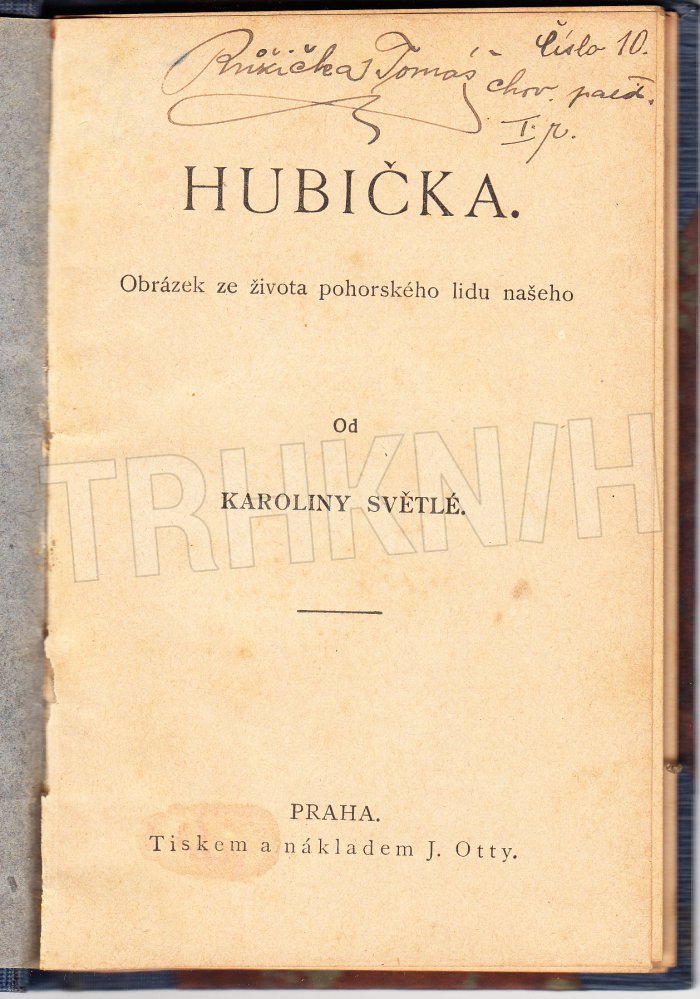 Růžička Tomáš Číslo 10.
chov. paed.
I. r.
HUBIČKA.
Obrázek ze života pohorského lidu našeho
Od
KAROLINY SVĚTLÉ.
TRHKNIH
PRAHA.
Tiskem a nákladem J. Otty.